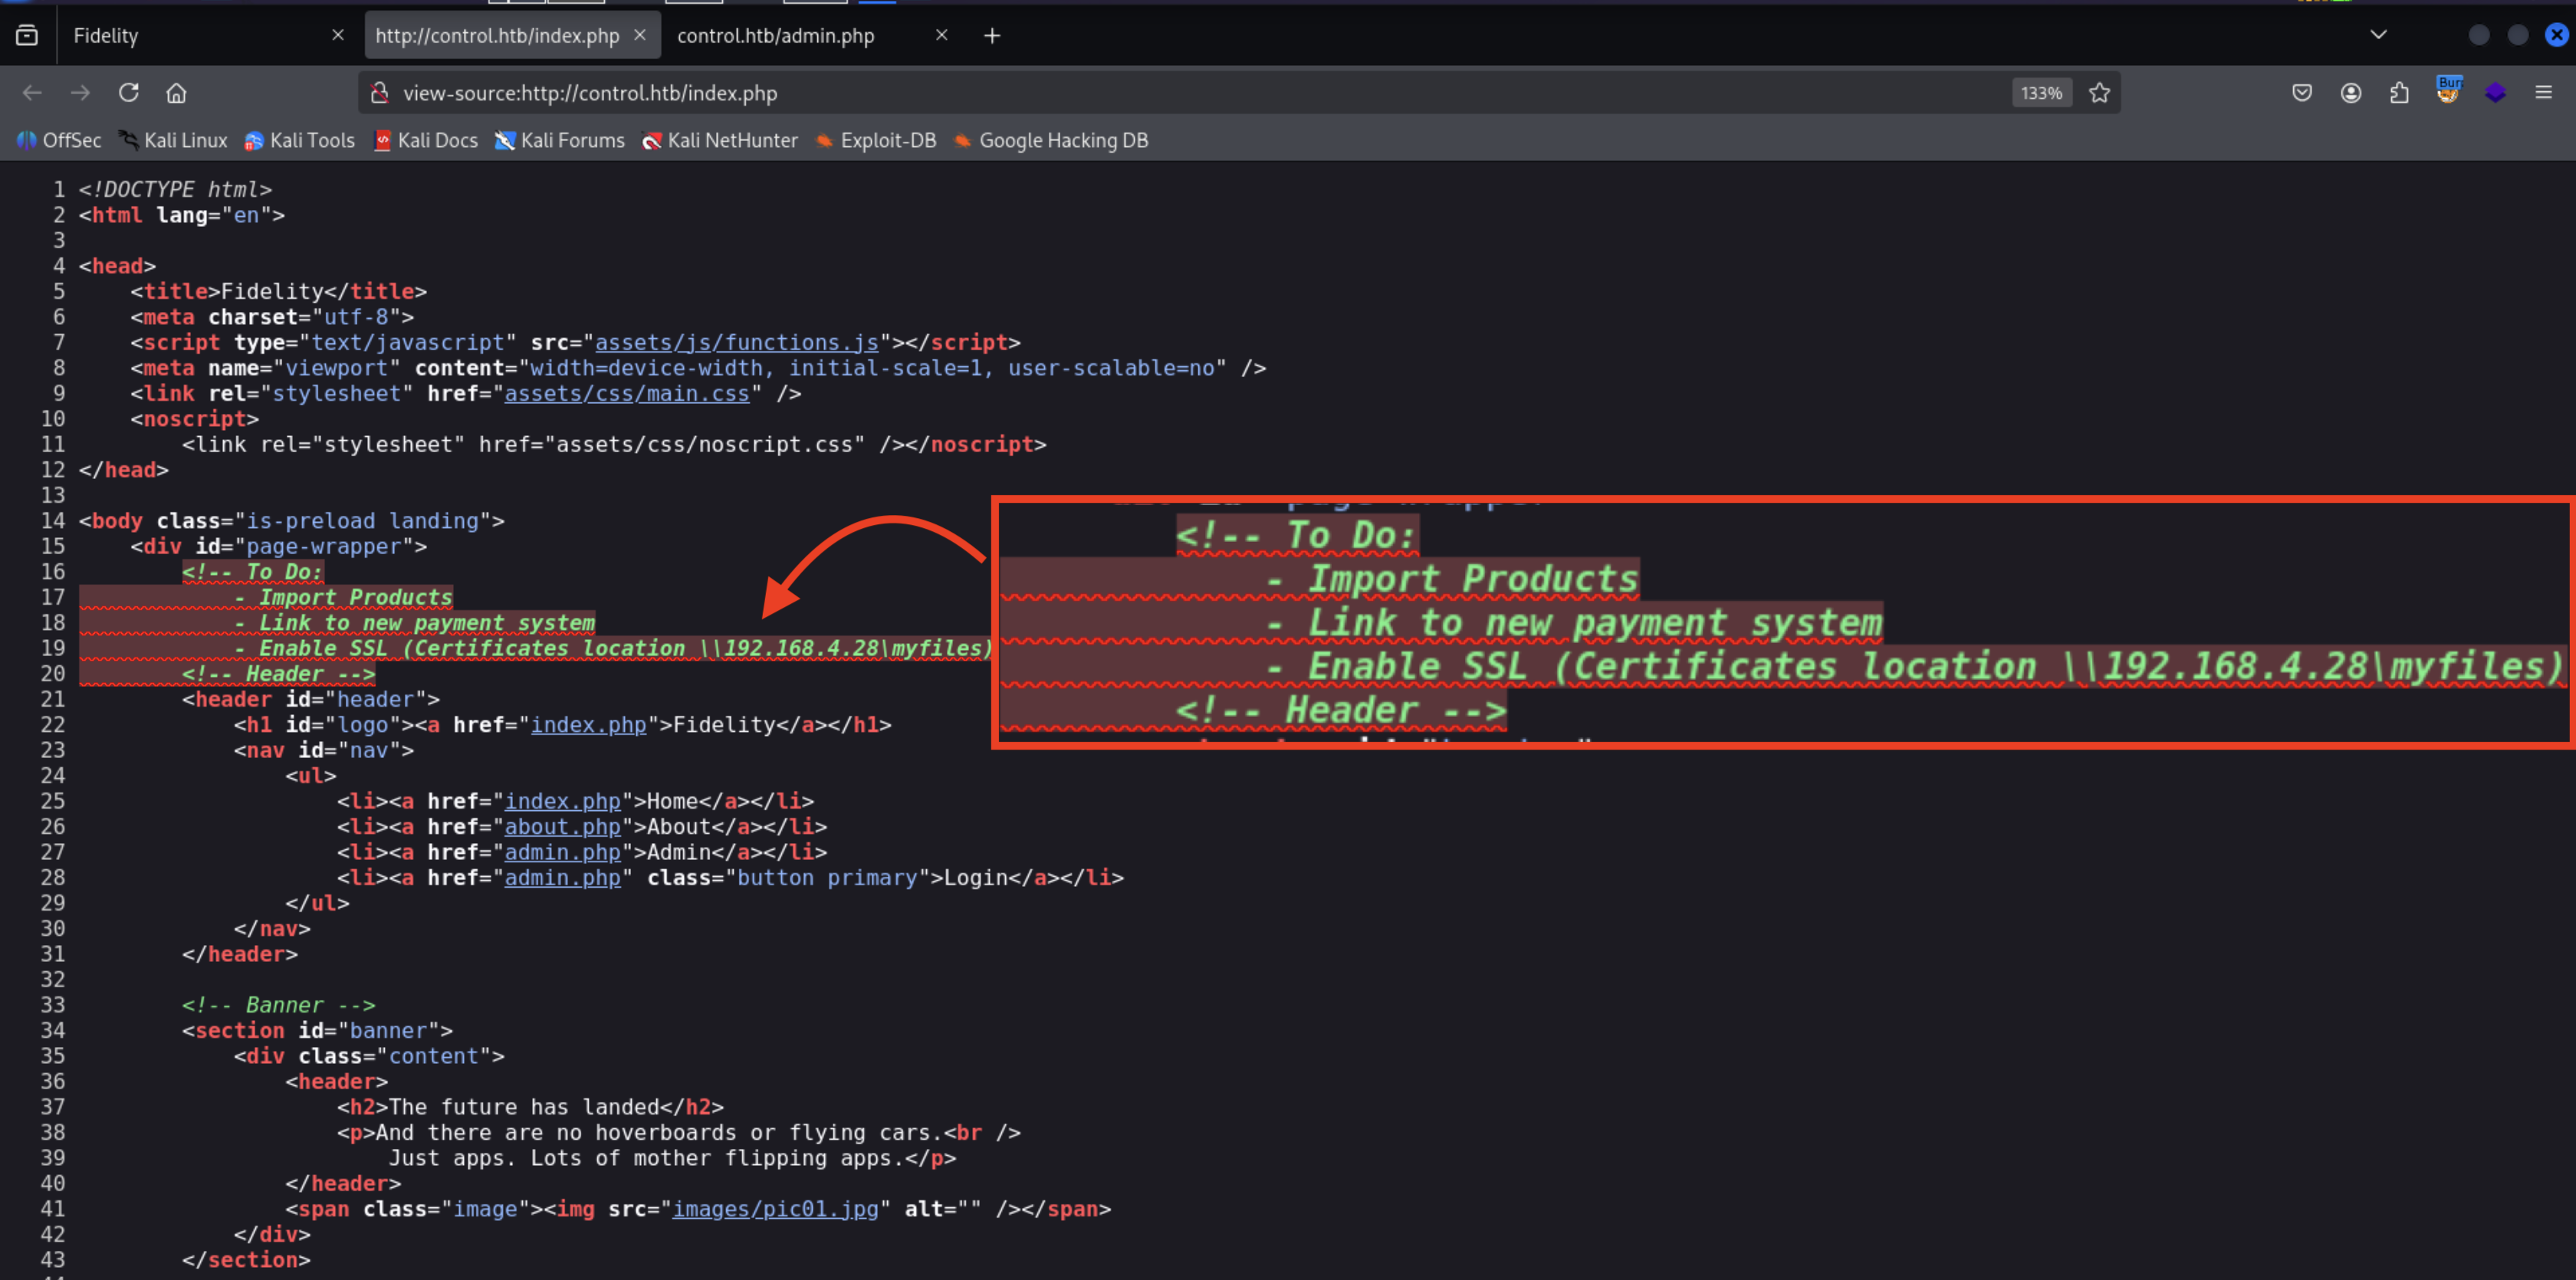 Fidelity
http://control.htb/index.php
control.htb/admin.php
view-source:http://control.htb/index.php
133%
Bur
OffSec
Kali Linux
Kali Tools
Kali Docs
Kali Forums
Kali NetHunter
Exploit-DB
Google Hacking DB
1 <!DOCTYPE html>
2 <html lang="en">
3
4 <head>
5     <title>Fidelity</title>
6     <meta charset="utf-8">
7     <script type="text/javascript" src="assets/js/functions.js"></script>
8     <meta name="viewport" content="width=device-width, initial-scale=1, user-scalable=no" />
9     <link rel="stylesheet" href="assets/css/main.css" />
10     <noscript>
11         <link rel="stylesheet" href="assets/css/noscript.css" /></noscript>
12 </head>
13
14 <body class="is-preload landing">
15     <div id="page-wrapper">
16         <!-- To Do:
17             - Import Products
18             - Link to new payment system
19             - Enable SSL (Certificates location \\192.168.4.28\myfiles)
20         <!-- Header -->
<!-- To Do:
- Import Products
- Link to new payment system
- Enable SSL (Certificates location \\192.168.4.28\myfiles)
<!-- Header -->
21         <header id="header">
22             <h1 id="logo"><a href="index.php">Fidelity</a></h1>
23             <nav id="nav">
24                 <ul>
25                     <li><a href="index.php">Home</a></li>
26                     <li><a href="about.php">About</a></li>
27                     <li><a href="admin.php">Admin</a></li>
28                     <li><a href="admin.php" class="button primary">Login</a></li>
29                 </ul>
30             </nav>
31         </header>
32
33         <!-- Banner -->
34         <section id="banner">
35             <div class="content">
36                 <header>
37                     <h2>The future has landed</h2>
38                     <p>And there are no hoverboards or flying cars.<br />
39                         Just apps. Lots of mother flipping apps.</p>
40                 </header>
41                 <span class="image"><img src="images/pic01.jpg" alt="" /></span>
42             </div>
43         </section>